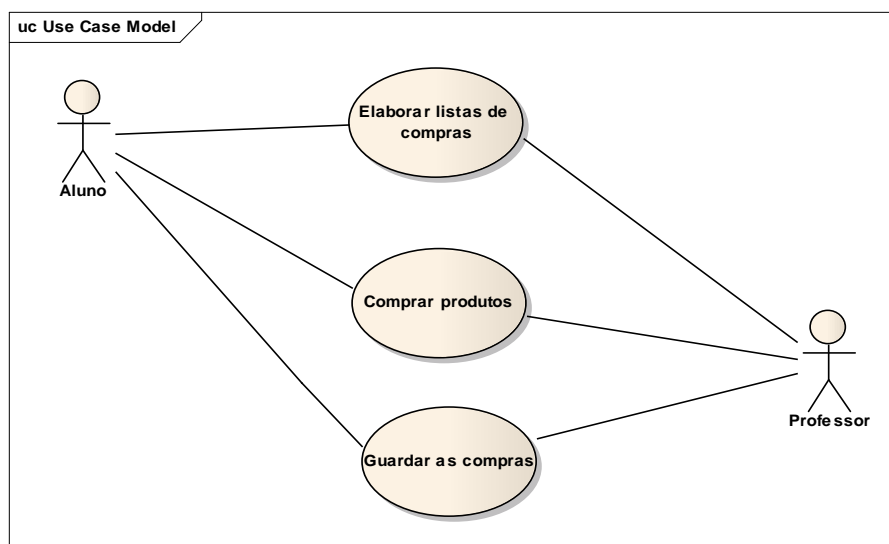 uc Use Case Model
Elaborar listas de
compras
Aluno
Comprar produtos
Professor
Guardar as compras